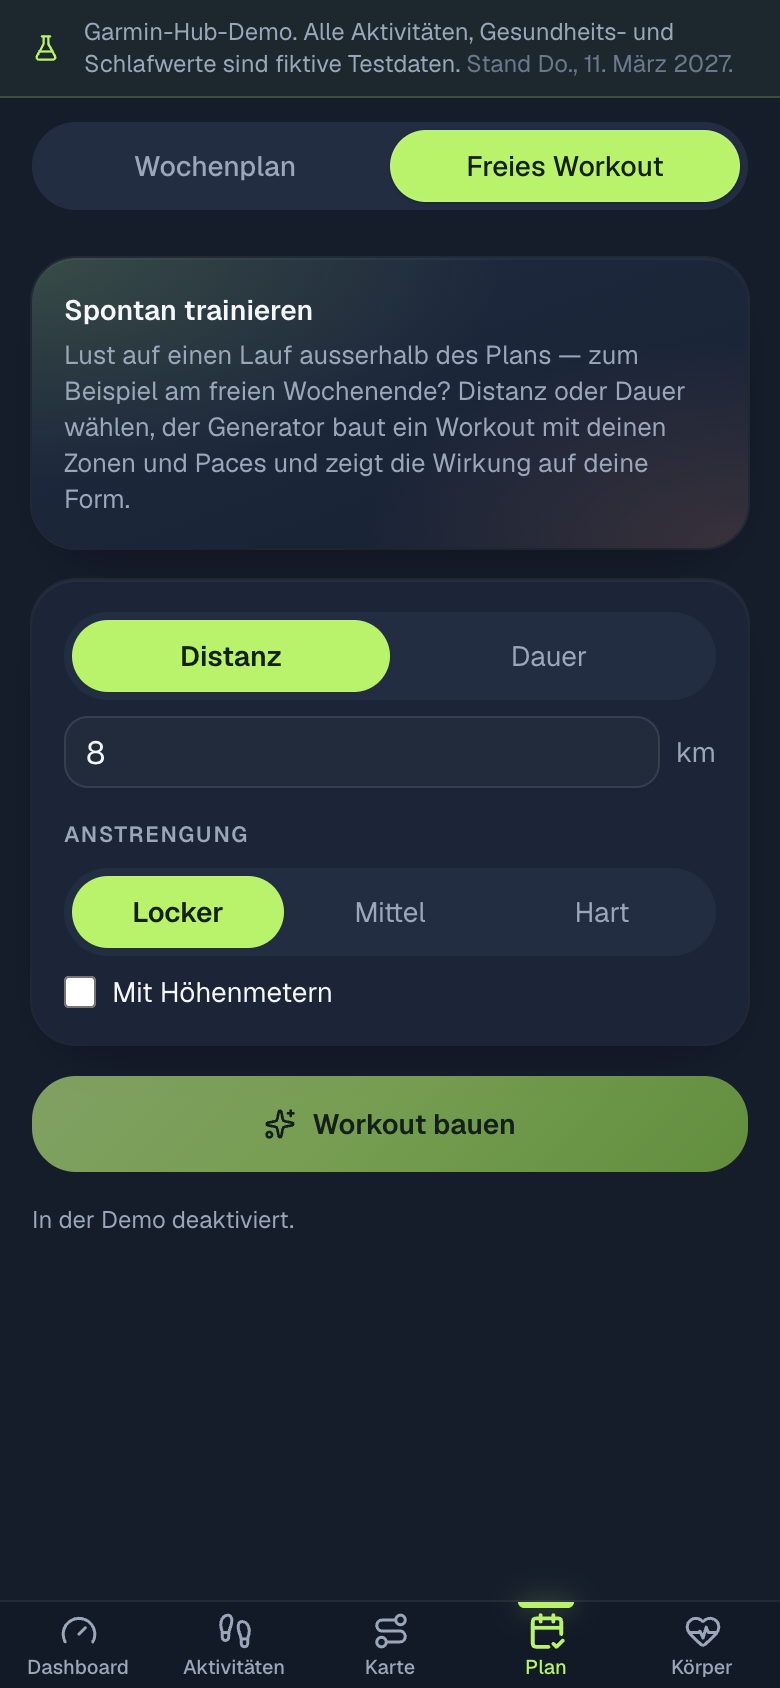 Garmin-Hub-Demo. Alle Aktivitäten, Gesundheits- und
Schlafwerte sind fiktive Testdaten. Stand Do., 11. März 2027.
Wochenplan
Freies Workout
Spontan trainieren
Lust auf einen Lauf ausserhalb des Plans — zum
Beispiel am freien Wochenende? Distanz oder Dauer
wählen, der Generator baut ein Workout mit deinen
Zonen und Paces und zeigt die Wirkung auf deine
Form.
Distanz
Dauer
8
km
ANSTRENGUNG
Locker
Mittel
Hart
Mit Höhenmetern
Workout bauen
In der Demo deaktiviert.
Dashboard
Aktivitäten
Karte
Plan
Körper